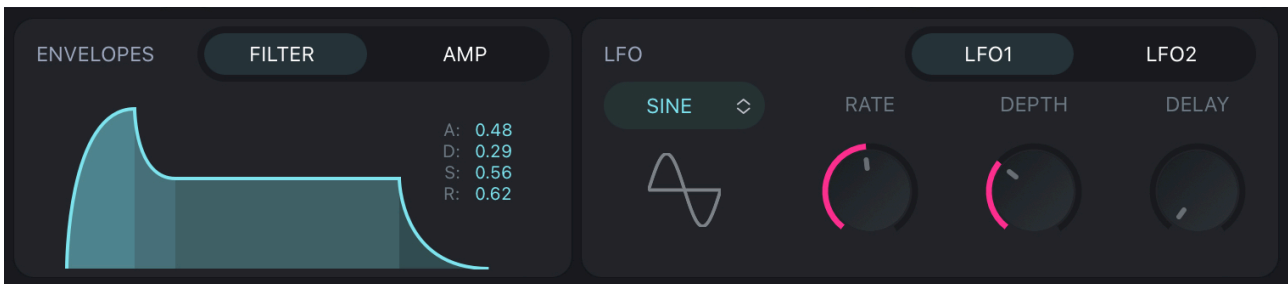 ENVELOPES FILTER AMP
A: 0.48
D: 0.29
S: 0.56
R: 0.62
LFO LFO1 LFO2
SINE RATE DEPTH DELAY